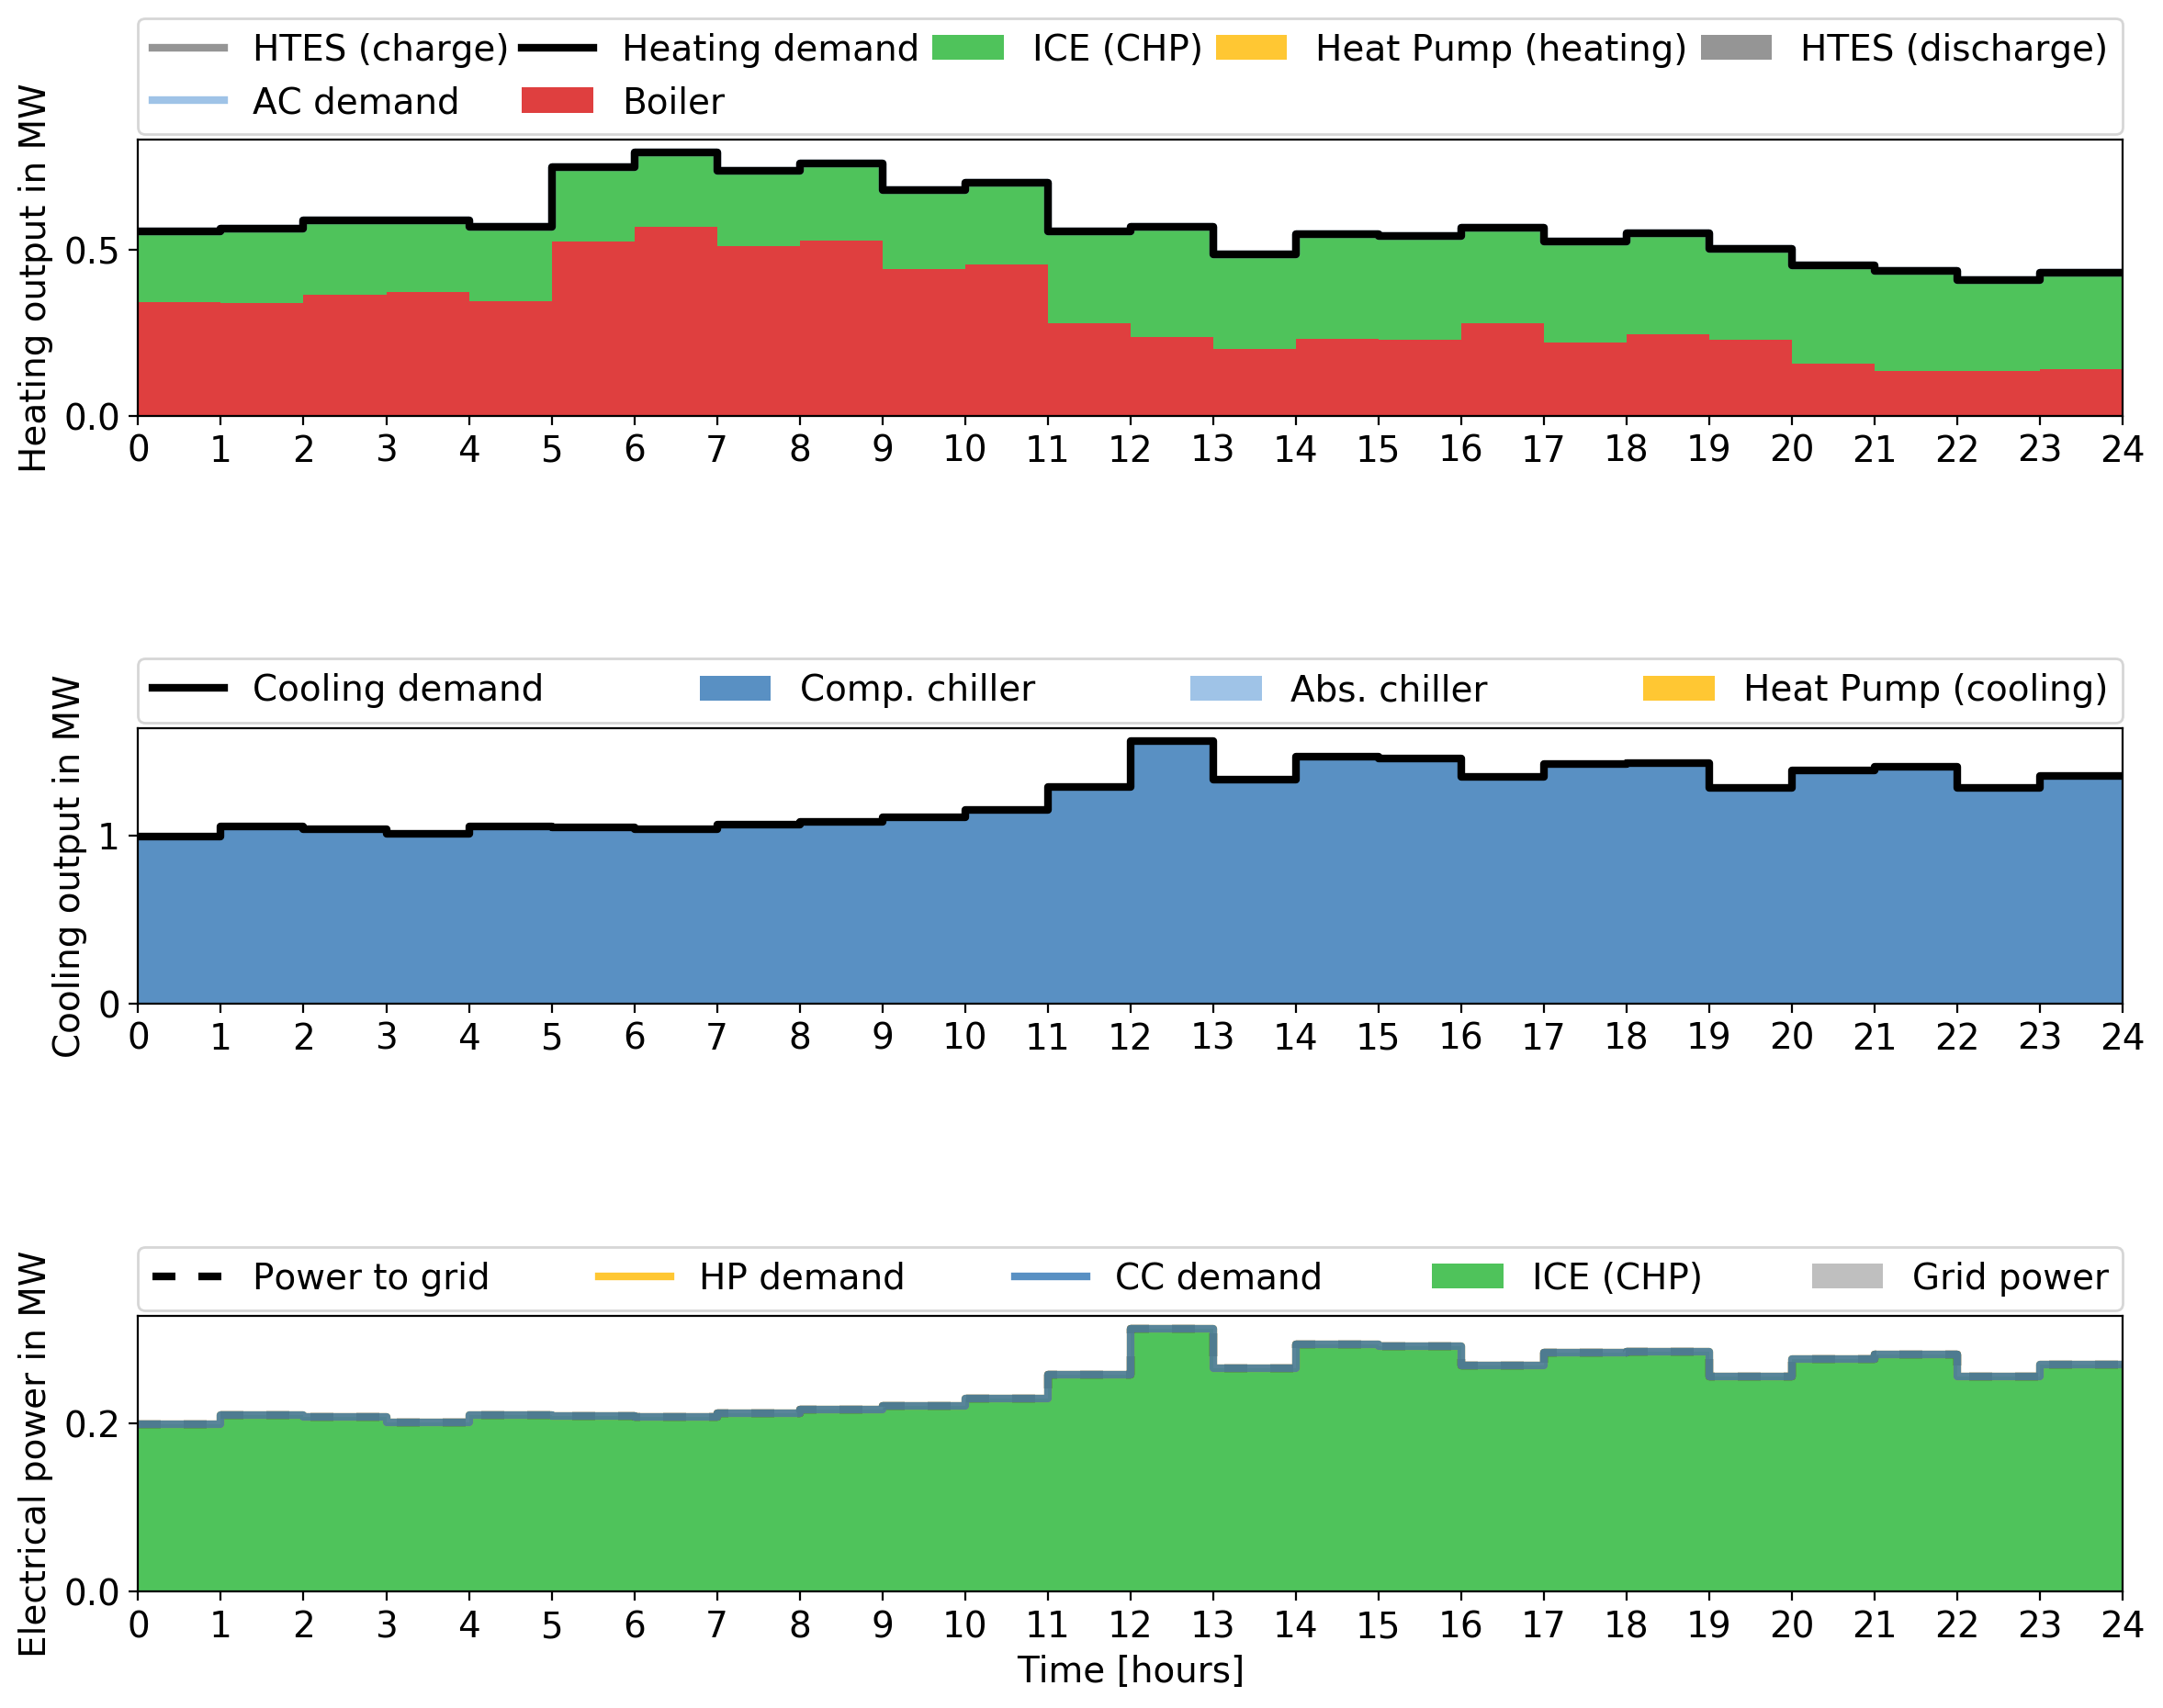 HTES (charge) Heating demand ICE (CHP) Heat Pump (heating) HTES (discharge)
AC demand Boiler
Heating output in MW
0.5
0.0
0 1 2 3 4 5 6 7 8 9 10 11 12 13 14 15 16 17 18 19 20 21 22 23 24
Cooling demand Comp. chiller Abs. chiller Heat Pump (cooling)
Cooling output in MW
1
0
0 1 2 3 4 5 6 7 8 9 10 11 12 13 14 15 16 17 18 19 20 21 22 23 24
Power to grid HP demand CC demand ICE (CHP) Grid power
Electrical power in MW
0.2
0.0
0 1 2 3 4 5 6 7 8 9 10 11 12 13 14 15 16 17 18 19 20 21 22 23 24
Time [hours]